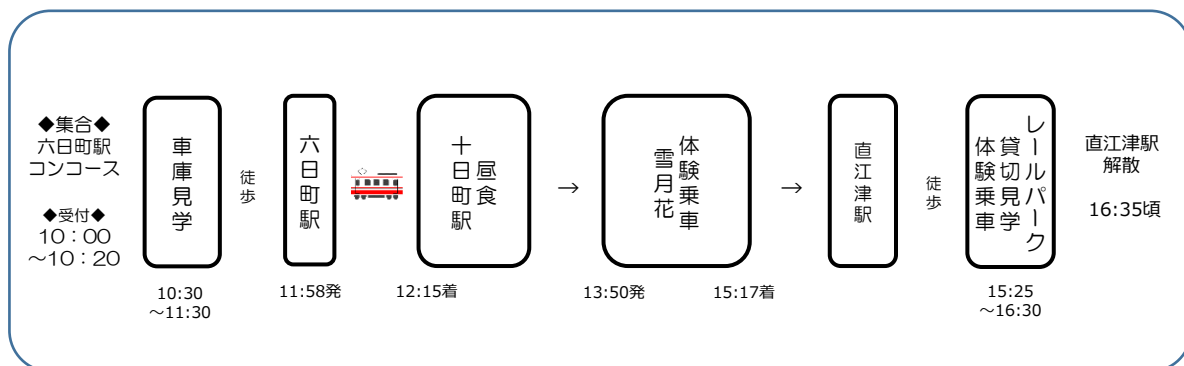 ◆集合◆
六日町駅
コンコース
◆受付◆
10：00
～10：20
車庫見学
10:30
～11:30
徒歩
六日町駅
11:58発
十日町駅
昼食
12:15着
→
体験乗車
雪月花
13:50発
15:17着
→
直江津駅
徒歩
レールパーク
貸切見学
体験乗車
15:25
～16:30
直江津駅
解散
16:35頃